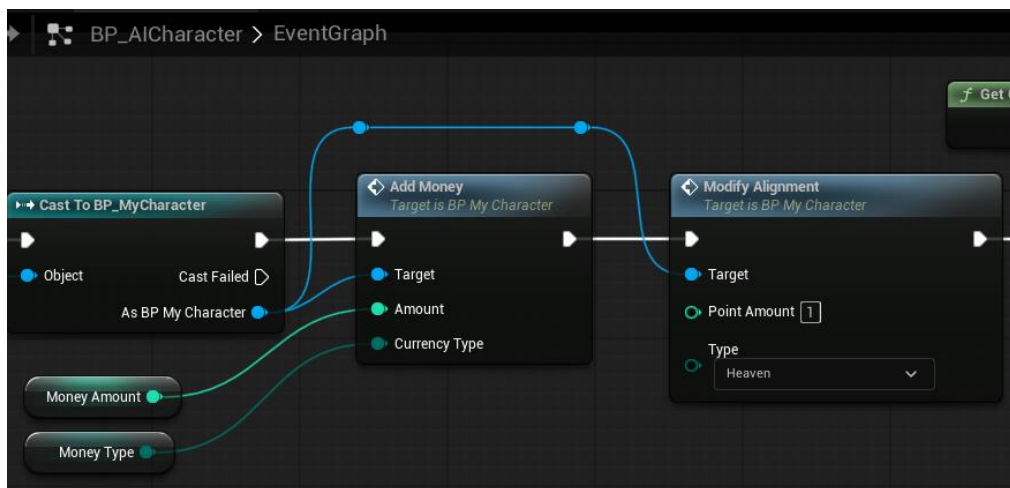 BP_AICharacter > EventGraph
Get
Cast To BP_MyCharacter
Object
Cast Failed
As BP My Character
Money Amount
Money Type
Add Money
Target is BP My Character
Target
Amount
Currency Type
Modify Alignment
Target is BP My Character
Target
Point Amount 1
Type
Heaven